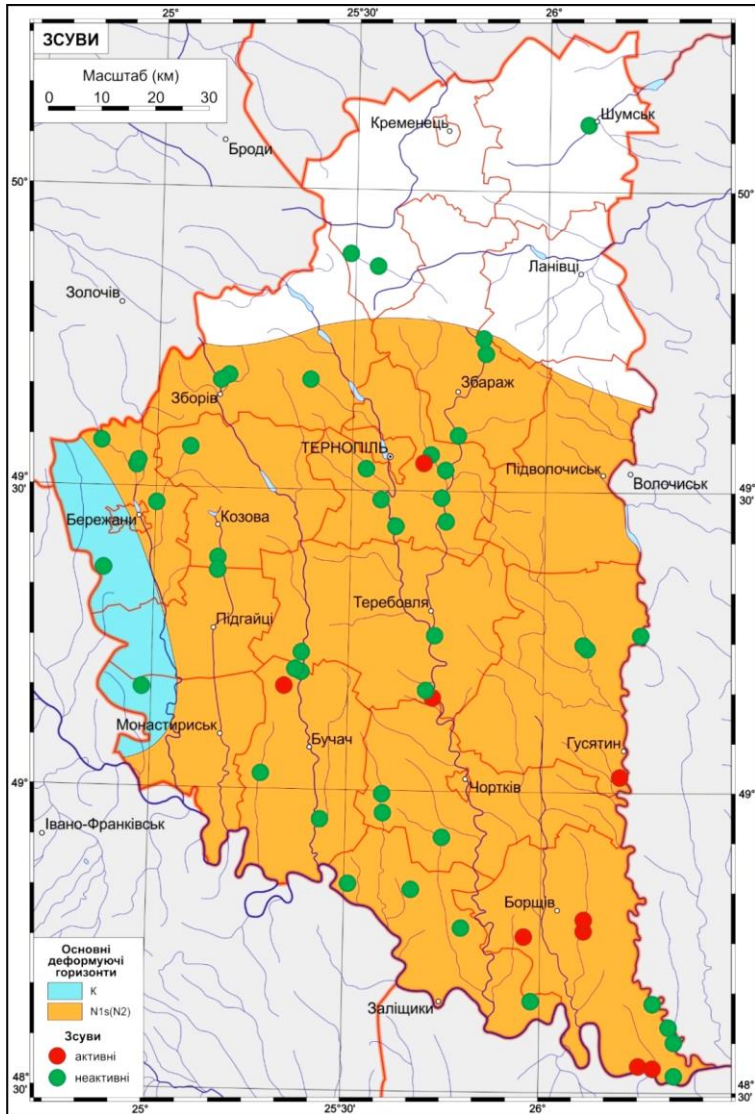 ЗСУВИ
25°
25°30'
26°
Масштаб (км)
0 10 20 30
Броди
Кременець
Шумськ
50°
50°
Золочів
Ланівці
Зборів
Збараж
ТЕРНОПІЛЬ
Підволочиськ
Волочиськ
49°
30'
49°
30'
Бережани
Козова
Теребовля
Підгайці
Монастириськ
Бучач
Гусятин
49°
49°
Чортків
Івано-Франківськ
Борщів
Заліщики
Основні
деформуючі
горизонти
K
N1s(N2)
Зсуви
активні
неактивні
48°
30'
48°
30'
25°
25°30'
26°